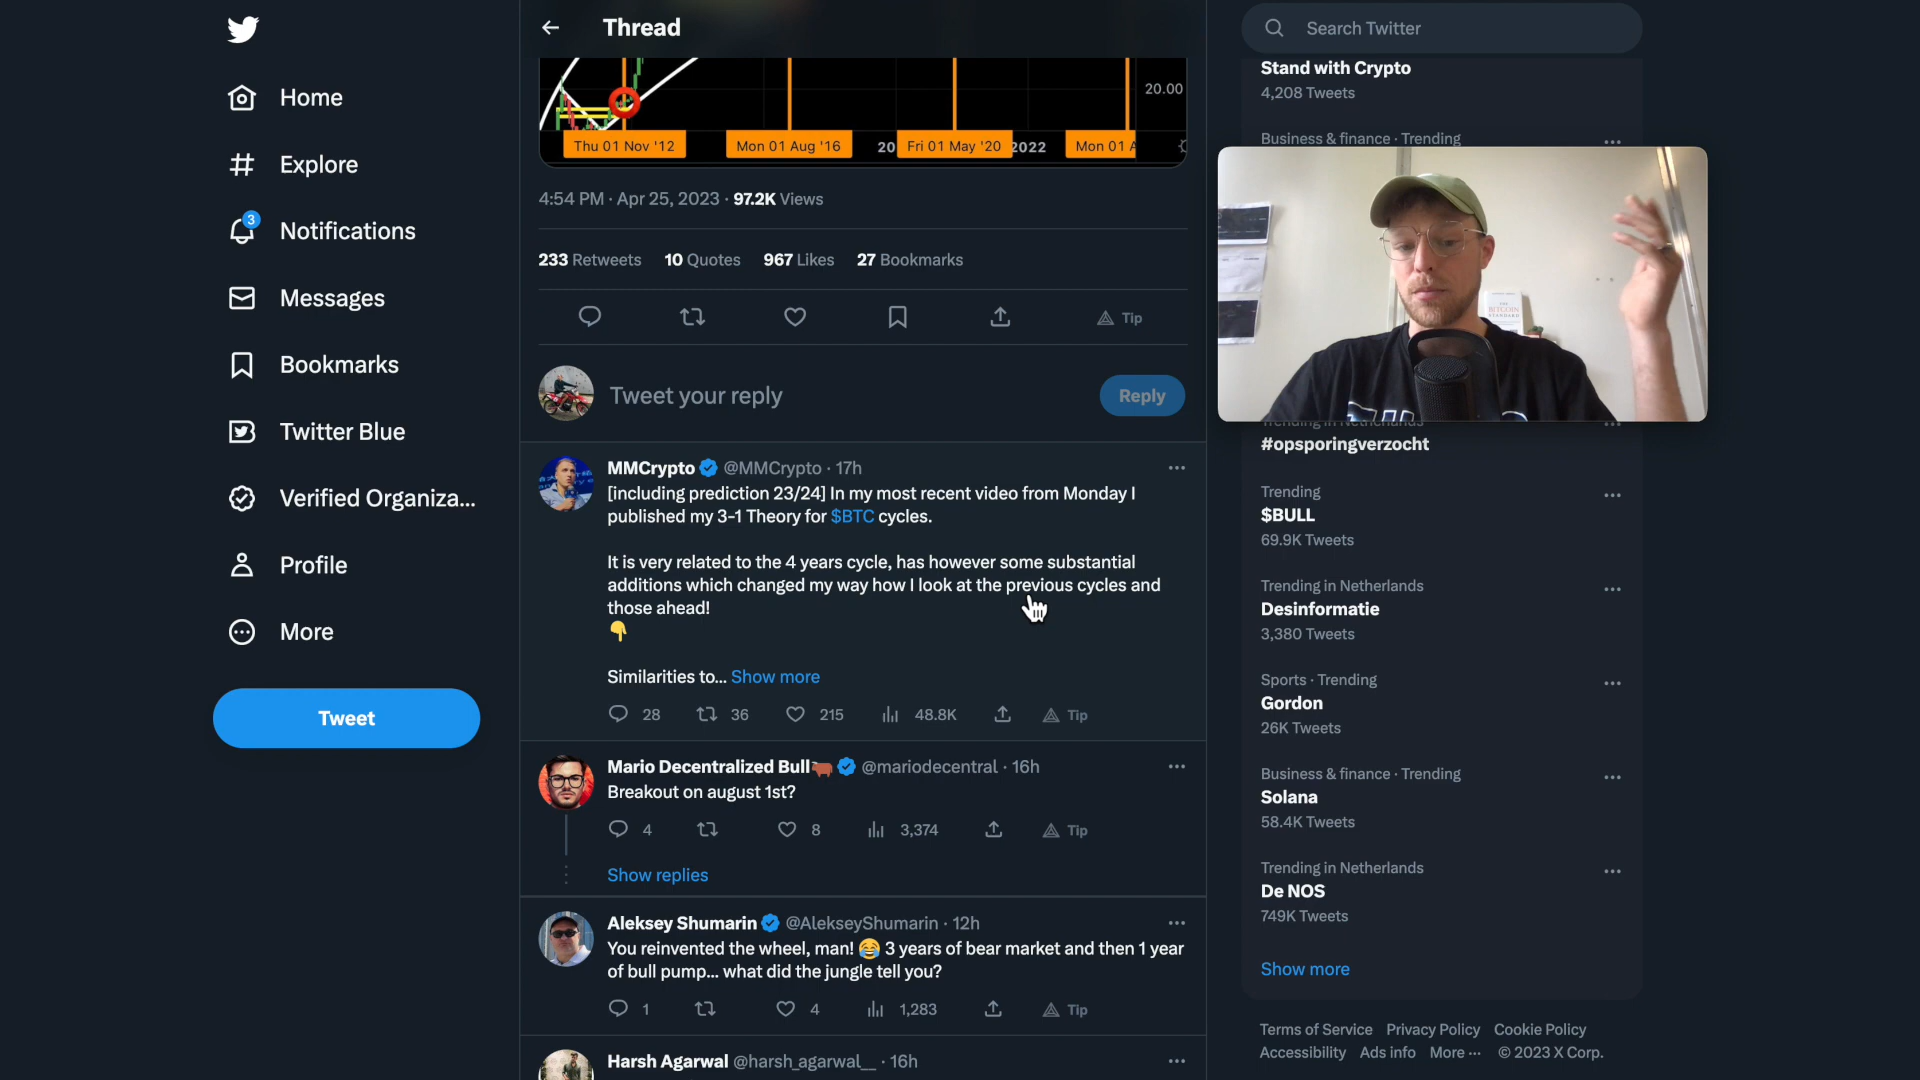 Home
Explore
3
Notifications
Messages
Bookmarks
Twitter Blue
Verified Organiza...
Profile
More
Tweet
Thread
20.00
Thu 01 Nov '12
Mon 01 Aug '16
20
Fri 01 May '20
2022
Mon 01 A
4:54 PM · Apr 25, 2023 · 97.2K Views
233 Retweets 10 Quotes 967 Likes 27 Bookmarks
Tip
Tweet your reply
Reply
MMCrypto @MMCrypto · 17h
[including prediction 23/24] In my most recent video from Monday I
published my 3-1 Theory for $BTC cycles.
It is very related to the 4 years cycle, has however some substantial
additions which changed my way how I look at the previous cycles and
those ahead!
👇
Similarities to... Show more
28 36 215 48.8K Tip
Mario Decentralized Bull🐂 @mariodecentral · 16h
Breakout on august 1st?
4 8 3,374 Tip
Show replies
Aleksey Shumarin @AlekseyShumarin · 12h
You reinvented the wheel, man! 😂 3 years of bear market and then 1 year
of bull pump... what did the jungle tell you?
1 4 1,283 Tip
Harsh Agarwal @harsh_agarwal__ · 16h
Search Twitter
Stand with Crypto
4,208 Tweets
Business & finance · Trending
THE
BITCOIN
STANDARD
Trending in Netherlands
#opsporingverzocht
Trending
$BULL
69.9K Tweets
Trending in Netherlands
Desinformatie
3,380 Tweets
Sports · Trending
Gordon
26K Tweets
Business & finance · Trending
Solana
58.4K Tweets
Trending in Netherlands
De NOS
749K Tweets
Show more
Terms of Service Privacy Policy Cookie Policy
Accessibility Ads info More ··· © 2023 X Corp.